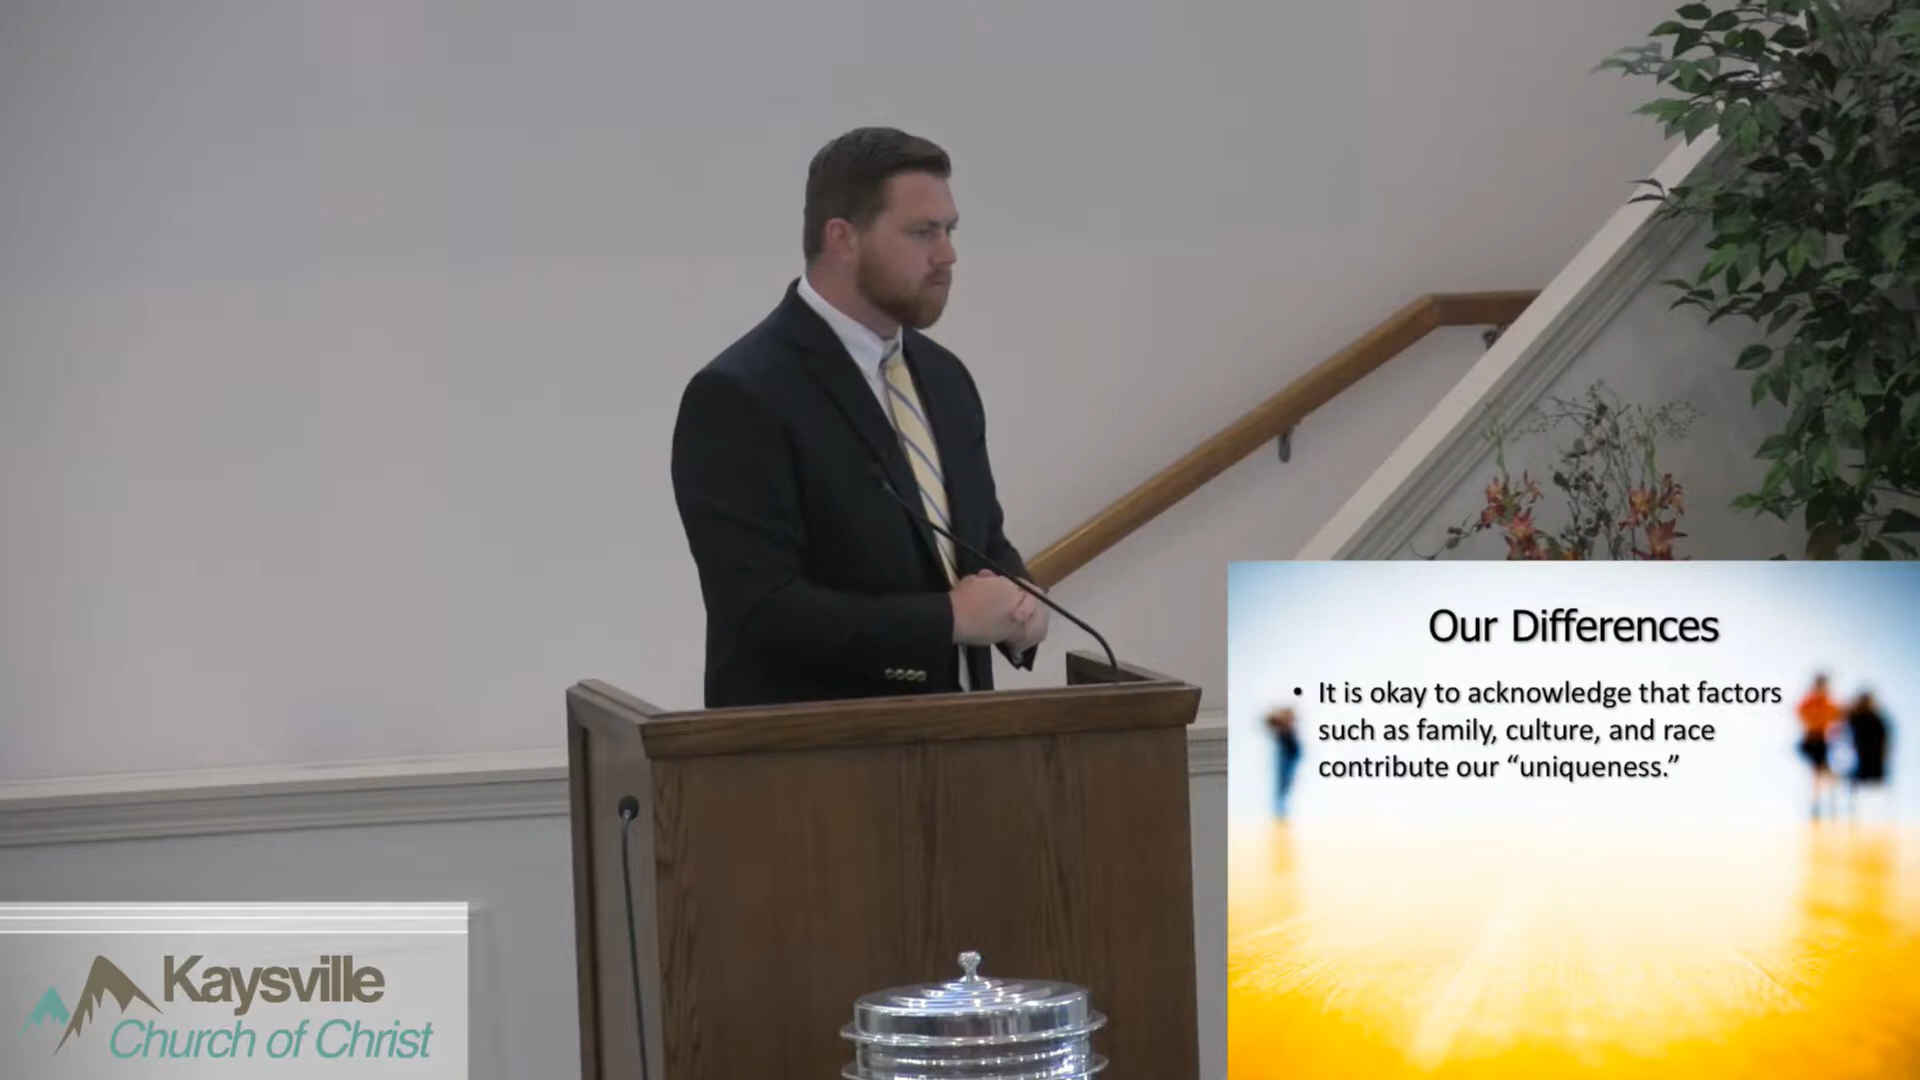 Our Differences
• It is okay to acknowledge that factors
such as family, culture, and race
contribute our “uniqueness.”
Kaysville
Church of Christ